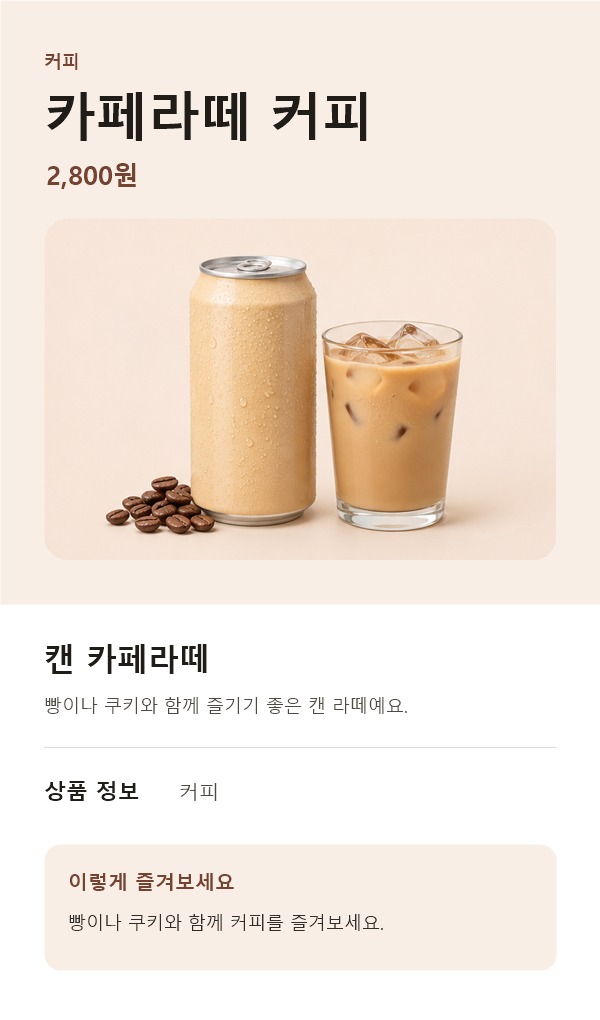 커피
카페라떼 커피
2,800원
캔 카페라떼
빵이나 쿠키와 함께 즐기기 좋은 캔 라떼예요.
상품 정보 커피
이렇게 즐겨보세요
빵이나 쿠키와 함께 커피를 즐겨보세요.